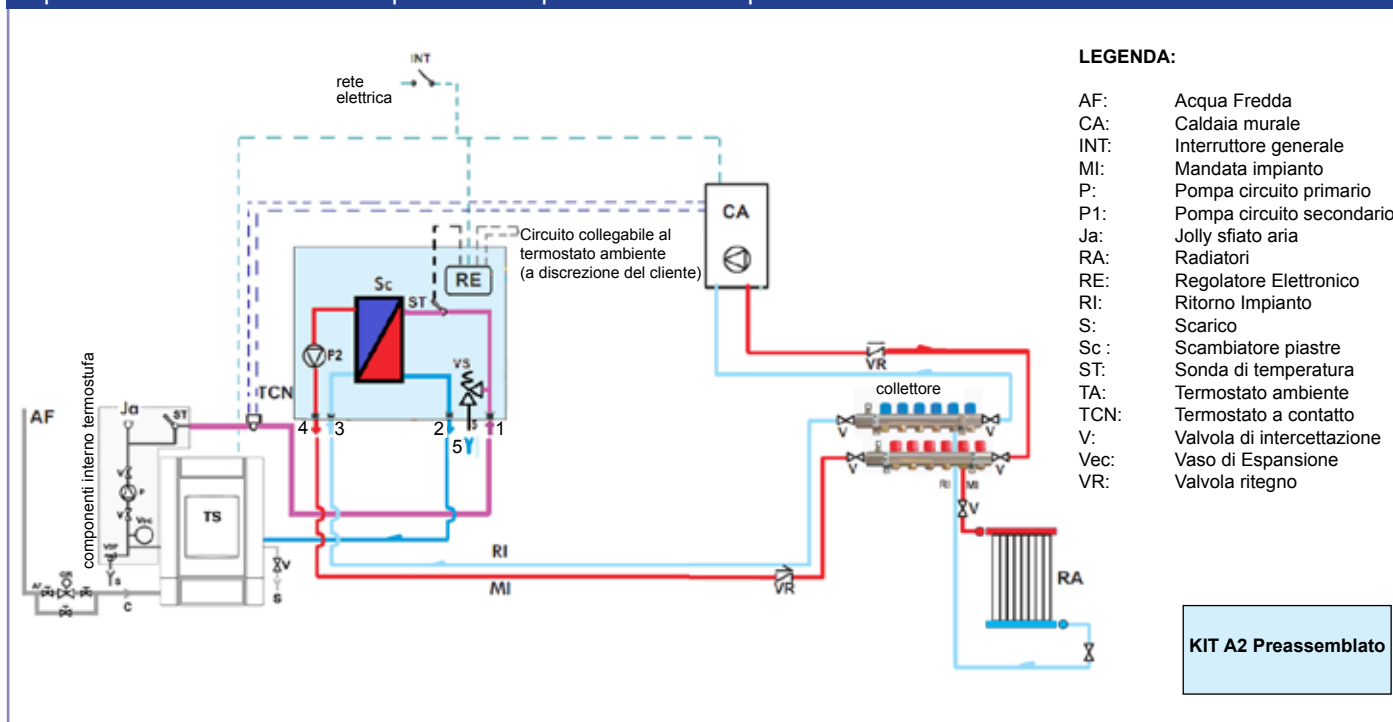 INT
rete
elettrica
CA
Circuito collegabile al
termostato ambiente
(a discrezione del cliente)
RE
Sc
ST
P2
VS
TCN
4
3
2
1
5
VR
collettore
V
V
V
V
RI
MI
V
AF
Ja
ST
componenti interno termostufa
V
P
V
Vec
TS
S
V
S
C
AF
RI
MI
VR
RA
LEGENDA:
AF: Acqua Fredda
CA: Caldaia murale
INT: Interruttore generale
MI: Mandata impianto
P: Pompa circuito primario
P1: Pompa circuito secondario
Ja: Jolly sfiato aria
RA: Radiatori
RE: Regolatore Elettronico
RI: Ritorno Impianto
S: Scarico
Sc : Scambiatore piastre
ST: Sonda di temperatura
TA: Termostato ambiente
TCN: Termostato a contatto
V: Valvola di intercettazione
Vec: Vaso di Espansione
VR: Valvola ritegno
KIT A2 Preassemblato